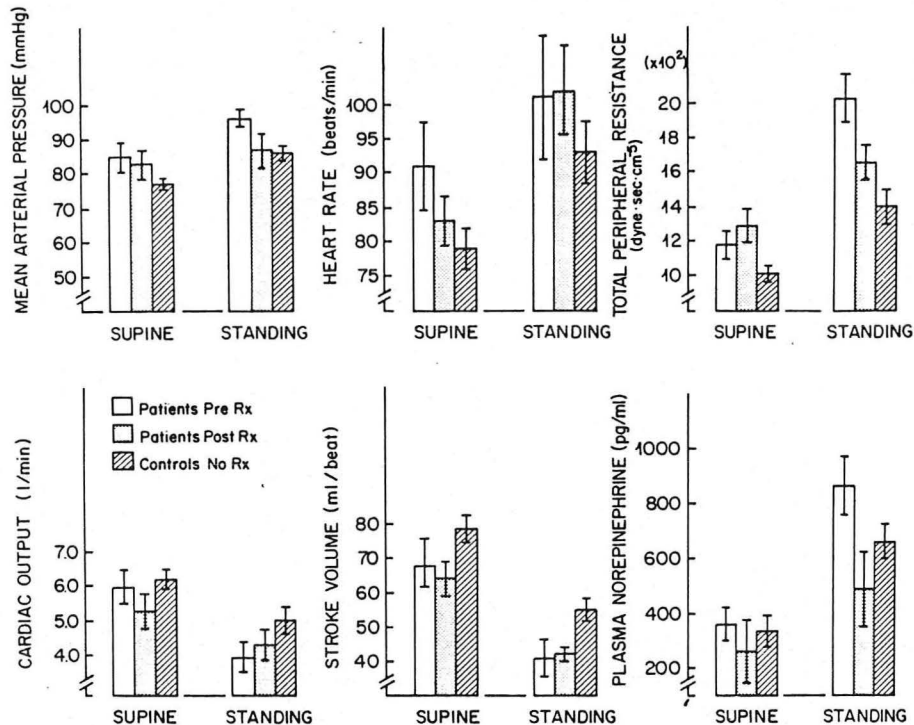 MEAN ARTERIAL PRESSURE (mmHg)
100
90
80
70
60
50
SUPINE STANDING
HEART RATE (beats/min)
100
95
90
85
80
75
SUPINE STANDING
TOTAL PERIPHERAL RESISTANCE
(dyne·sec·cm⁻⁵)
(x10²)
20
18
16
14
12
10
SUPINE STANDING
CARDIAC OUTPUT (l/min)
Patients Pre Rx
Patients Post Rx
Controls No Rx
7.0
6.0
5.0
4.0
SUPINE STANDING
STROKE VOLUME (ml/beat)
80
70
60
50
40
SUPINE STANDING
PLASMA NOREPINEPHRINE (pg/ml)
1000
800
600
400
200
SUPINE STANDING